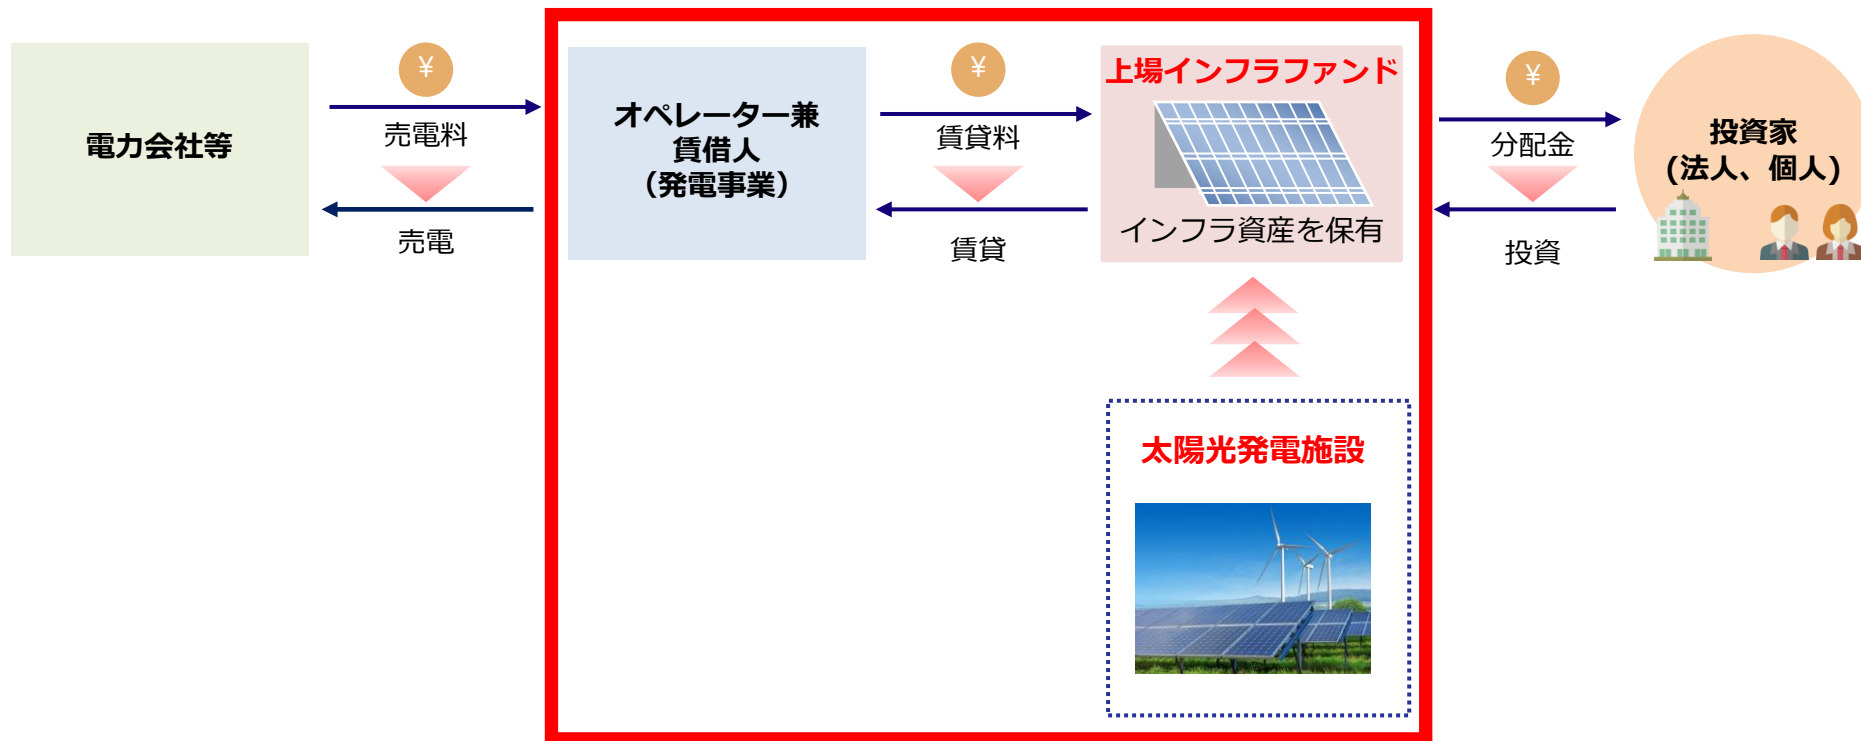 電力会社等
¥
売電料
売電
オペレーター兼
賃借人
（発電事業）
¥
賃貸料
賃貸
上場インフラファンド
インフラ資産を保有
¥
分配金
投資
投資家
(法人、個人)
太陽光発電施設